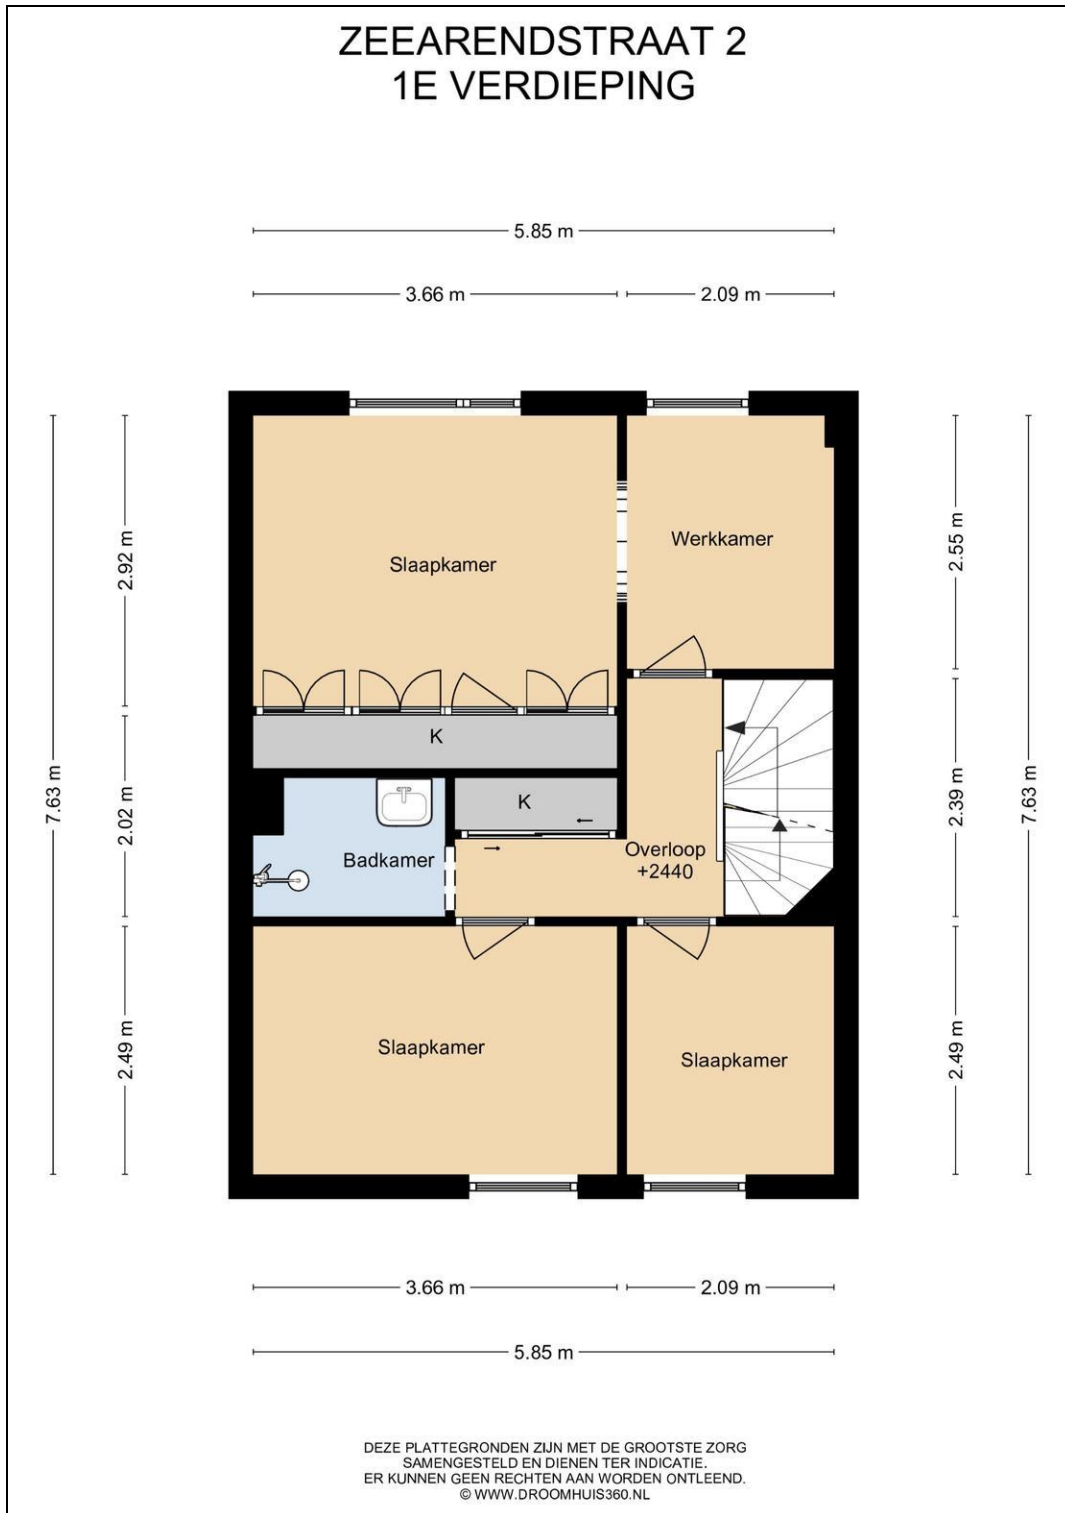 ZEEARENDSTRAAT 2
1E VERDIEPING
5.85 m
3.66 m
2.09 m
2.92 m
2.55 m
Werkkamer
Slaapkamer
K
7.63 m
2.02 m
2.39 m
7.63 m
K
Badkamer
Overloop
+2440
2.49 m
Slaapkamer
Slaapkamer
2.49 m
3.66 m
2.09 m
5.85 m
DEZE PLATTEGRONDEN ZIJN MET DE GROOTSTE ZORG
SAMENGESTELD EN DIENEN TER INDICATIE.
ER KUNNEN GEEN RECHTEN AAN WORDEN ONTLEEND.
© WWW.DROOMHUIS360.NL